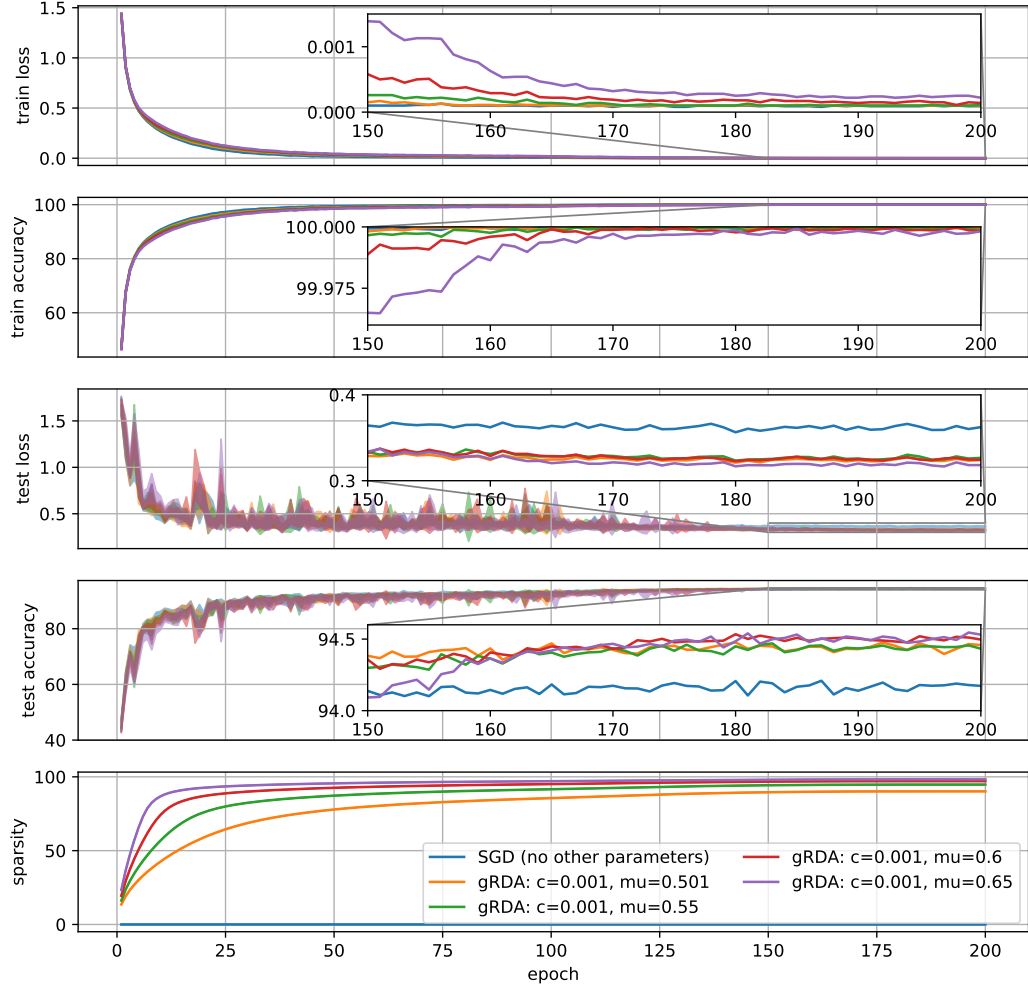 train loss
1.5
1.0
0.5
0.0
0.001
0.000
150 160 170 180 190 200
train accuracy
100
80
60
100.000
99.975
150 160 170 180 190 200
test loss
1.5
1.0
0.5
0.4
0.3
150 160 170 180 190 200
test accuracy
80
60
40
94.5
94.0
150 160 170 180 190 200
sparsity
100
50
0
SGD (no other parameters)
gRDA: c=0.001, mu=0.501
gRDA: c=0.001, mu=0.55
gRDA: c=0.001, mu=0.6
gRDA: c=0.001, mu=0.65
0 25 50 75 100 125 150 175 200
epoch